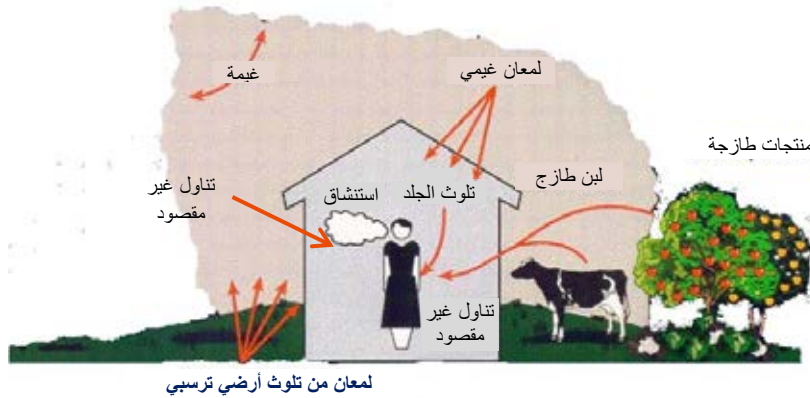 غيمة
لمعان غيمي
منتجات طازجة
لبن طازج
تناول غير
مقصود
استنشاق
تلوث الجلد
تناول غير
مقصود
لمعان من تلوث أرضي ترسبي